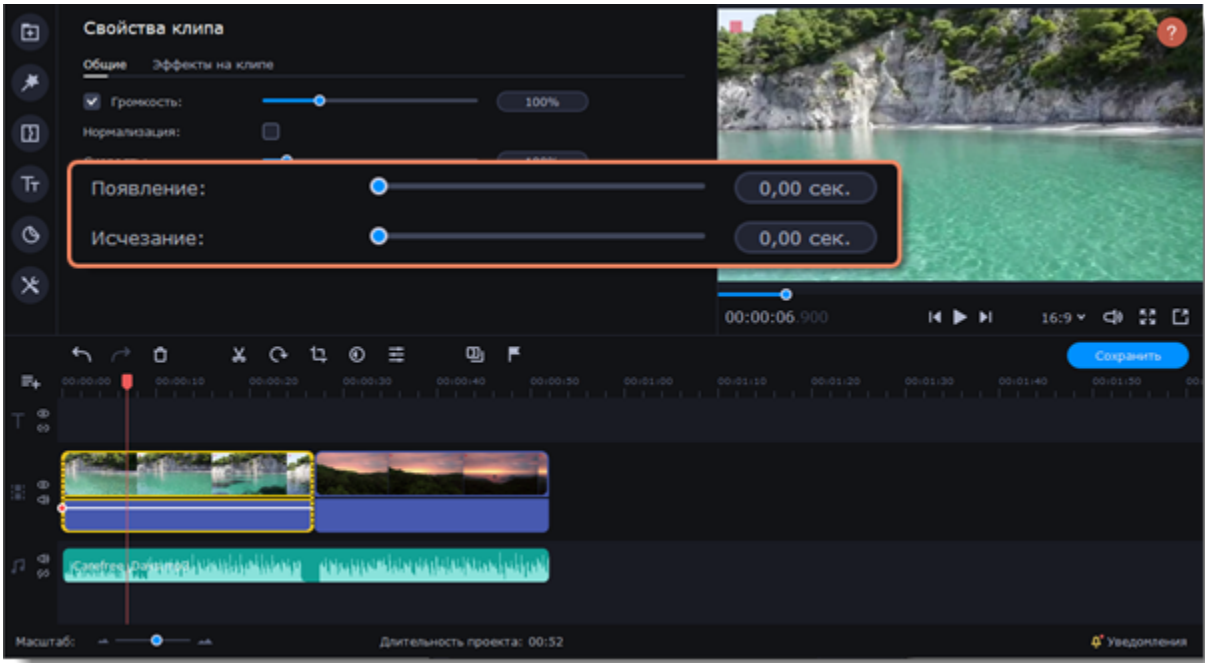 Свойства клипа
?
Общие Эффекты на клипе
Громкость: 100%
Нормализация:
Появление: 0,00 сек.
Исчезание: 0,00 сек.
00:00:06.900 16:9
Сохранить
00:00:00 00:00:10 00:00:20 00:00:30 00:00:40 00:00:50 00:01:00 00:01:10 00:01:20 00:01:30 00:01:40 00:01:50 00:
Масштаб: Длительность проекта: 00:52 Уведомления